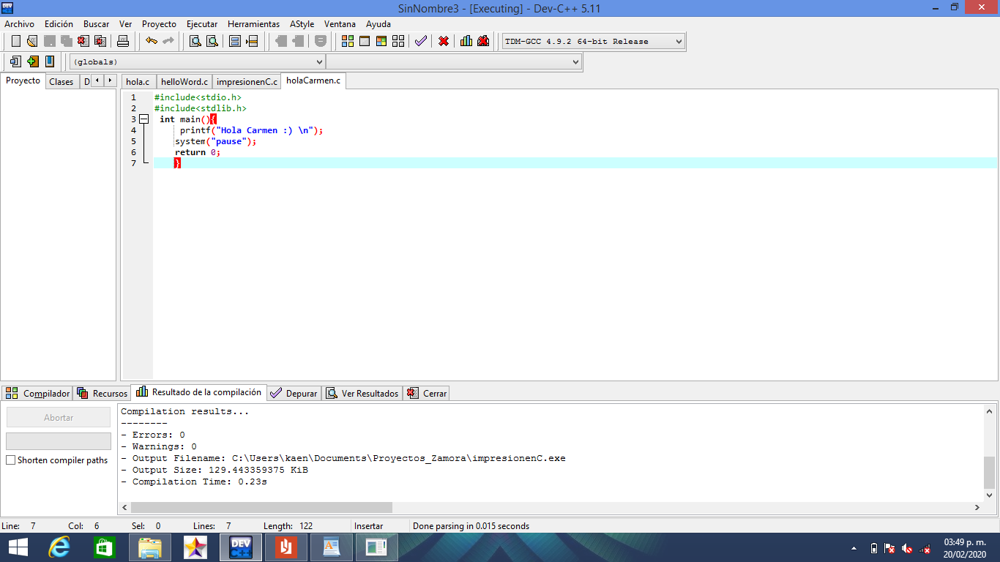 SinNombre3 - [Executing] - Dev-C++ 5.11
Archivo Edición Buscar Ver Proyecto Ejecutar Herramientas AStyle Ventana Ayuda
TDM-GCC 4.9.2 64-bit Release
(globals)
Proyecto Clases D hola.c helloWord.c impresionenC.c holaCarmen.c
1 #include<stdio.h>
2 #include<stdlib.h>
3 int main(){
4 printf("Hola Carmen :) \n");
5 system("pause");
6 return 0;
7 }
Compilador Recursos Resultado de la compilación Depurar Ver Resultados Cerrar
Abortar
Shorten compiler paths
Compilation results...
--------
- Errors: 0
- Warnings: 0
- Output Filename: C:\Users\kaen\Documents\Proyectos_Zamora\impresionenC.exe
- Output Size: 129.443359375 KiB
- Compilation Time: 0.23s
Line: 7 Col: 6 Sel: 0 Lines: 7 Length: 122 Insertar Done parsing in 0.015 seconds
DEV C++
03:49 p. m.
20/02/2020